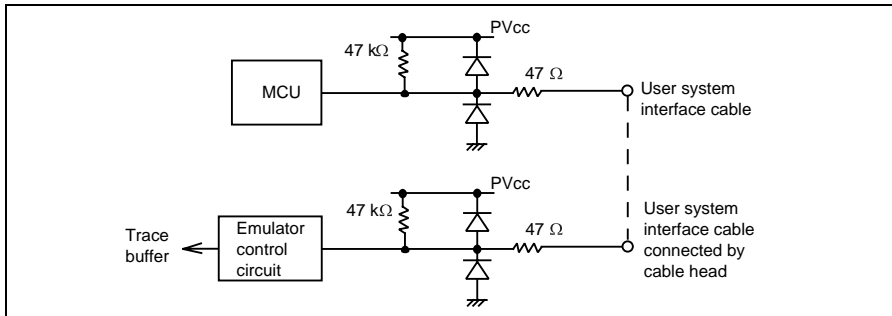 PVcc
47 kΩ
47 Ω
MCU
User system
interface cable
PVcc
47 kΩ
47 Ω
User system
interface cable
connected by
cable head
Trace
buffer
Emulator
control
circuit